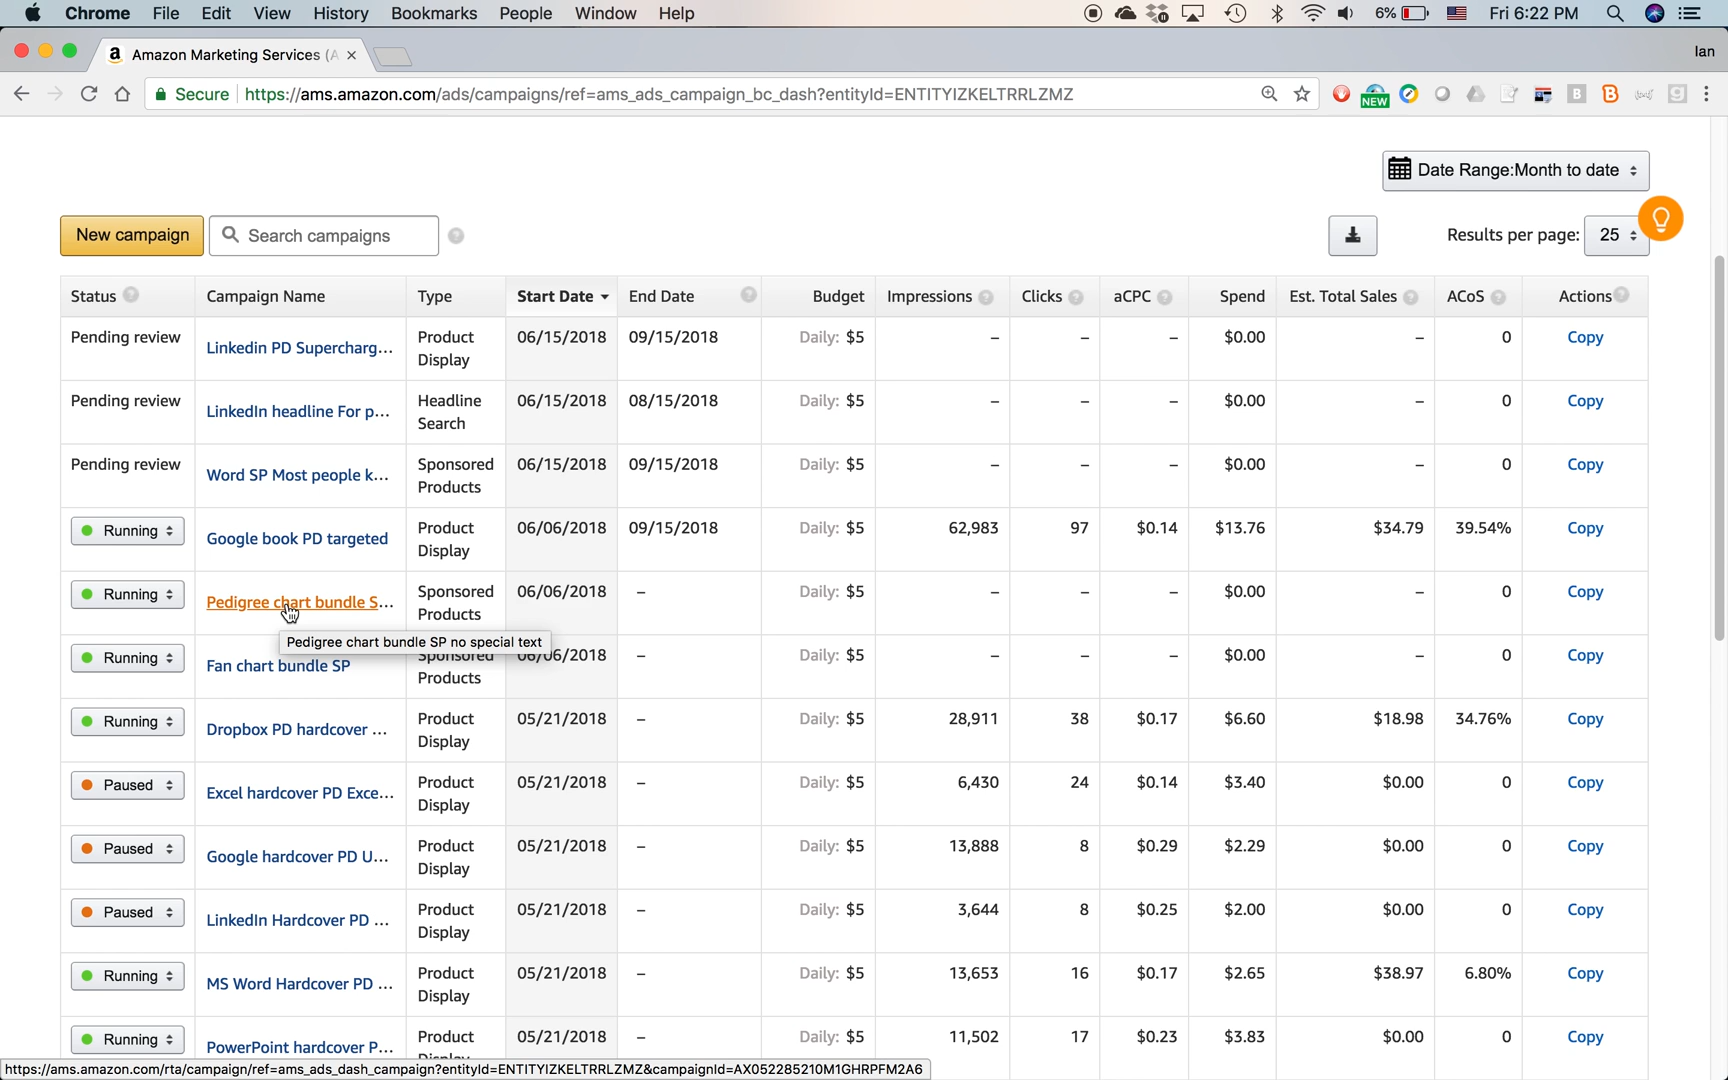 Chrome File Edit View History Bookmarks People Window Help 6% Fri 6:22 PM
a Amazon Marketing Services (A Ian
Secure https://ams.amazon.com/ads/campaigns/ref=ams_ads_campaign_bc_dash?entityId=ENTITYIZKELTRRLZMZ NEW
Date Range:Month to date
New campaign Search campaigns ? Results per page: 25
Status ? Campaign Name Type Start Date End Date ? Budget Impressions ? Clicks ? aCPC ? Spend Est. Total Sales ? ACoS ? Actions ?
Pending review Linkedin PD Supercharg... Product 06/15/2018 09/15/2018 Daily: $5 – – – $0.00 – 0 Copy
Display
Pending review LinkedIn headline For p... Headline 06/15/2018 08/15/2018 Daily: $5 – – – $0.00 – 0 Copy
Search
Pending review Word SP Most people k... Sponsored 06/15/2018 09/15/2018 Daily: $5 – – – $0.00 – 0 Copy
Products
Running Google book PD targeted Product 06/06/2018 09/15/2018 Daily: $5 62,983 97 $0.14 $13.76 $34.79 39.54% Copy
Display
Running Pedigree chart bundle S... Sponsored 06/06/2018 – Daily: $5 – – – $0.00 – 0 Copy
Products
Pedigree chart bundle SP no special text
Running Fan chart bundle SP Sponsored 06/06/2018 – Daily: $5 – – – $0.00 – 0 Copy
Products
Running Dropbox PD hardcover ... Product 05/21/2018 – Daily: $5 28,911 38 $0.17 $6.60 $18.98 34.76% Copy
Display
Paused Excel hardcover PD Exce... Product 05/21/2018 – Daily: $5 6,430 24 $0.14 $3.40 $0.00 0 Copy
Display
Paused Google hardcover PD U... Product 05/21/2018 – Daily: $5 13,888 8 $0.29 $2.29 $0.00 0 Copy
Display
Paused LinkedIn Hardcover PD ... Product 05/21/2018 – Daily: $5 3,644 8 $0.25 $2.00 $0.00 0 Copy
Display
Running MS Word Hardcover PD ... Product 05/21/2018 – Daily: $5 13,653 16 $0.17 $2.65 $38.97 6.80% Copy
Display
Running PowerPoint hardcover P... Product 05/21/2018 – Daily: $5 11,502 17 $0.23 $3.83 $0.00 0 Copy
Display
https://ams.amazon.com/rta/campaign/ref=ams_ads_dash_campaign?entityId=ENTITYIZKELTRRLZMZ&campaignId=AX052285210M1GHRPFM2A6